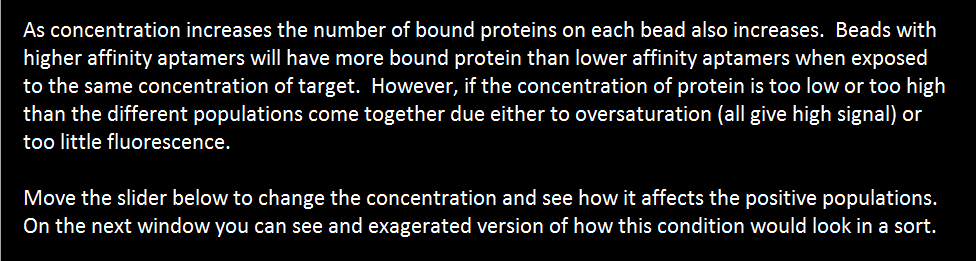 As concentration increases the number of bound proteins on each bead also increases.  Beads with
higher affinity aptamers will have more bound protein than lower affinity aptamers when exposed
to the same concentration of target.  However, if the concentration of protein is too low or too high
than the different populations come together due either to oversaturation (all give high signal) or
too little fluorescence.

Move the slider below to change the concentration and see how it affects the positive populations.
On the next window you can see and exagerated version of how this condition would look in a sort.